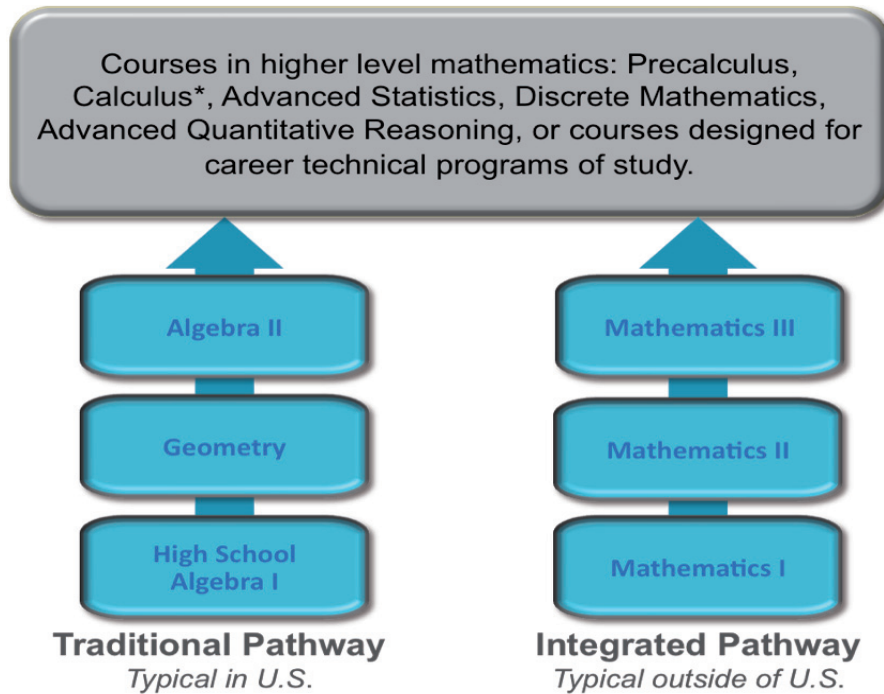 Courses in higher level mathematics: Precalculus,
Calculus*, Advanced Statistics, Discrete Mathematics,
Advanced Quantitative Reasoning, or courses designed for
career technical programs of study.
Algebra II
Geometry
High School
Algebra I
Traditional Pathway
Typical in U.S.
Mathematics III
Mathematics II
Mathematics I
Integrated Pathway
Typical outside of U.S.